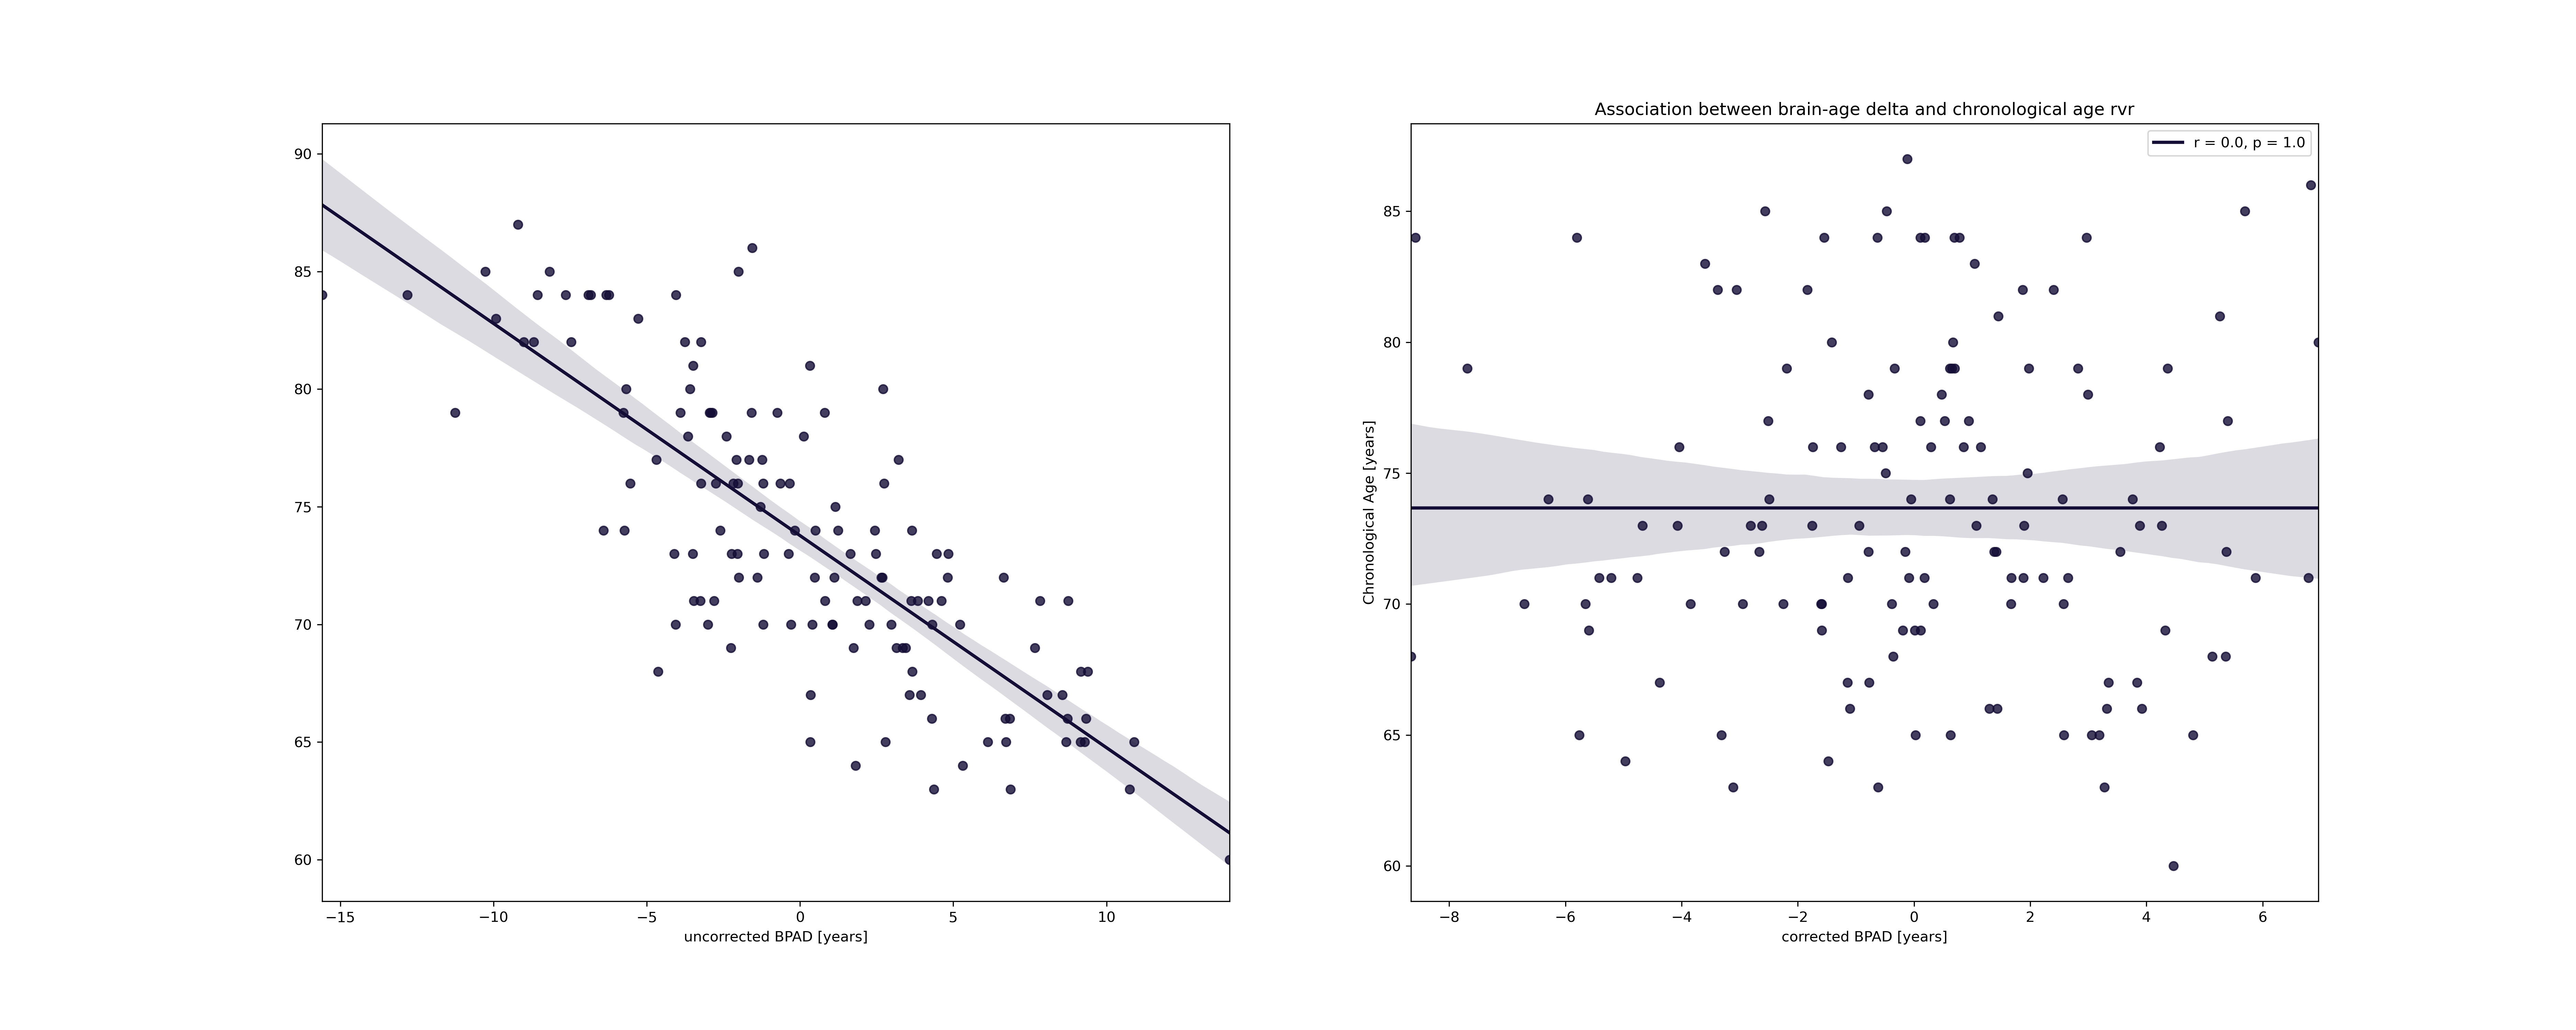 90
85
80
75
70
65
60
−15 −10 −5 0 5 10
uncorrected BPAD [years]
Association between brain-age delta and chronological age rvr
r = 0.0, p = 1.0
Chronological Age [years]
85
80
75
70
65
60
−8 −6 −4 −2 0 2 4 6
corrected BPAD [years]